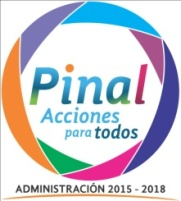 Pinal
Acciones
para todos
ADMINISTRACIÓN 2015 - 2018